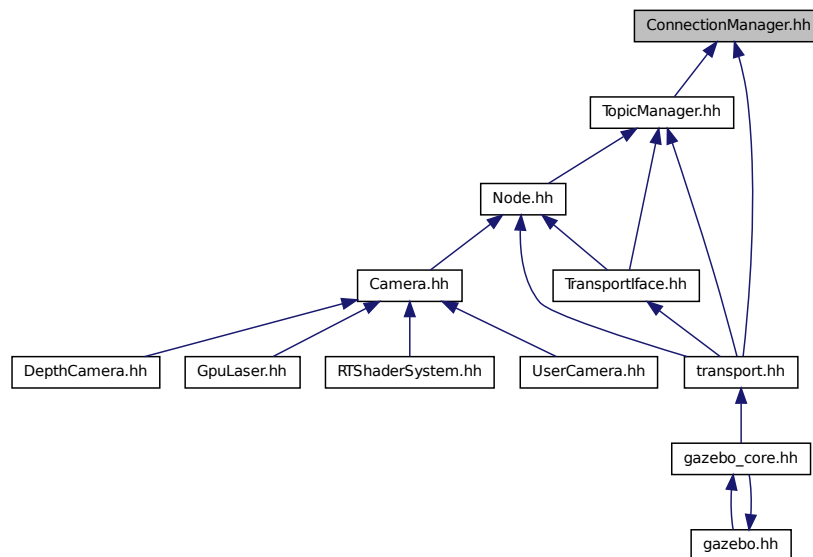 ConnectionManager.hh
TopicManager.hh
Node.hh
Camera.hh
TransportIface.hh
DepthCamera.hh
GpuLaser.hh
RTShaderSystem.hh
UserCamera.hh
transport.hh
gazebo_core.hh
gazebo.hh